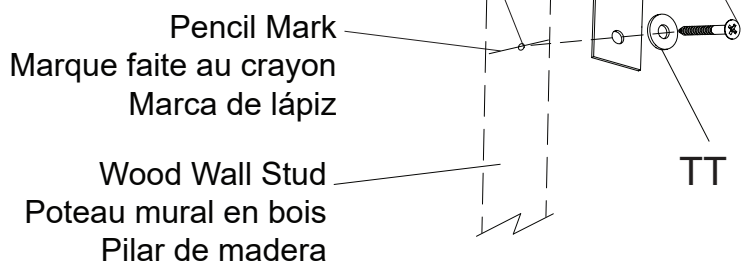 Pencil Mark
Marque faite au crayon
Marca de lápiz
TT
Wood Wall Stud
Poteau mural en bois
Pilar de madera